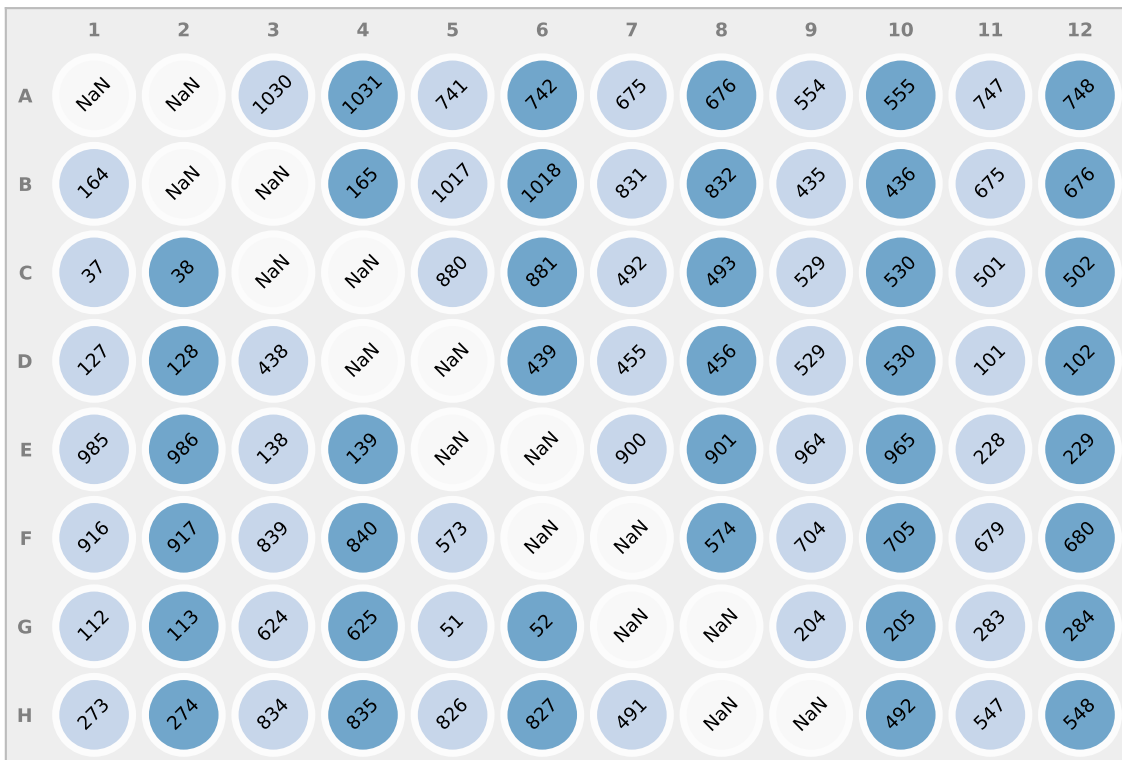 1 2 3 4 5 6 7 8 9 10 11 12
A NaN NaN 1030 1031 741 742 675 676 554 555 747 748
B 164 NaN NaN 165 1017 1018 831 832 435 436 675 676
C 37 38 NaN NaN 880 881 492 493 529 530 501 502
D 127 128 438 NaN NaN 439 455 456 529 530 101 102
E 985 986 138 139 NaN NaN 900 901 964 965 228 229
F 916 917 839 840 573 NaN NaN 574 704 705 679 680
G 112 113 624 625 51 52 NaN NaN 204 205 283 284
H 273 274 834 835 826 827 491 NaN NaN 492 547 548